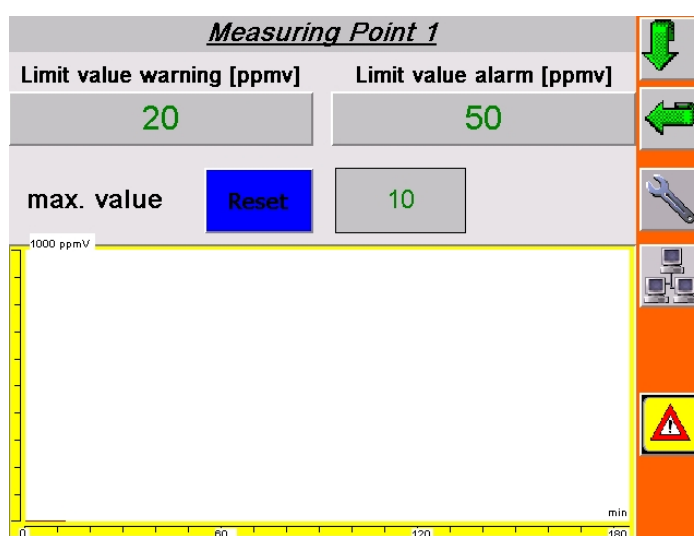 Measuring Point 1
Limit value warning [ppmv] Limit value alarm [ppmv]
20 50
max. value Reset 10
1000 ppmV
min
0 60 120 180